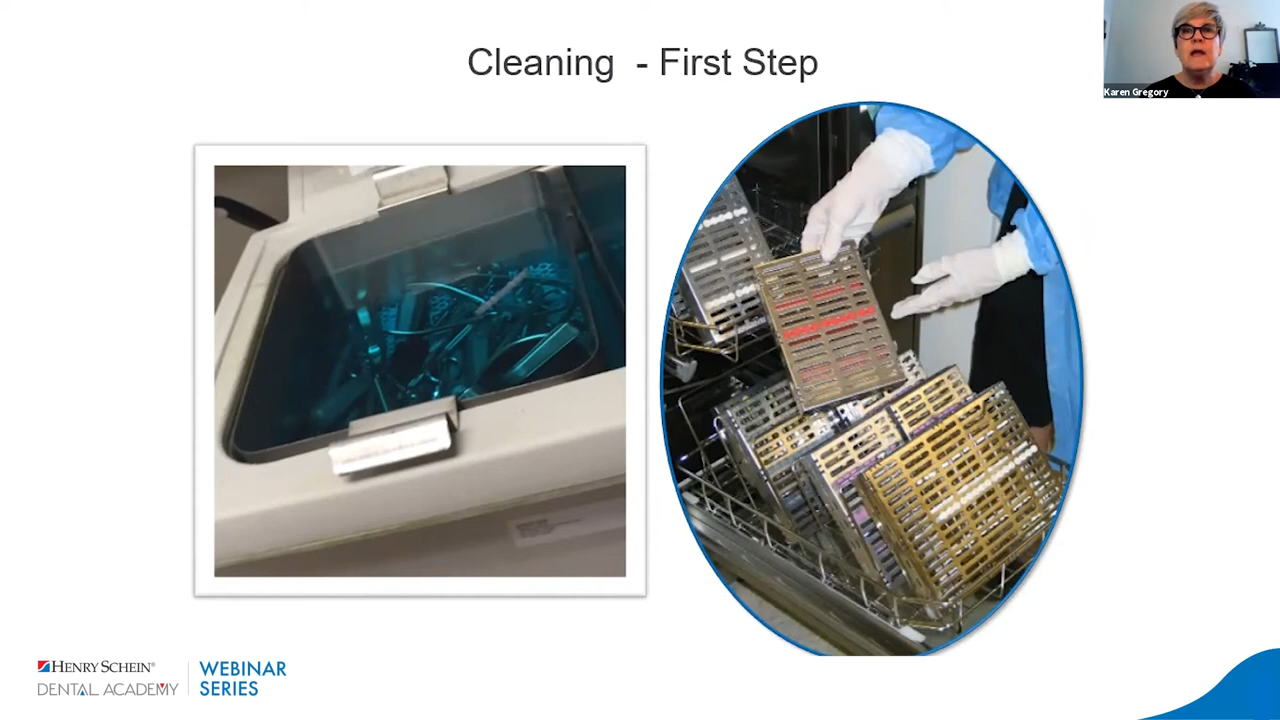 Cleaning - First Step
Karen Gregory
HENRY SCHEIN®
DENTAL ACADEMY
WEBINAR
SERIES